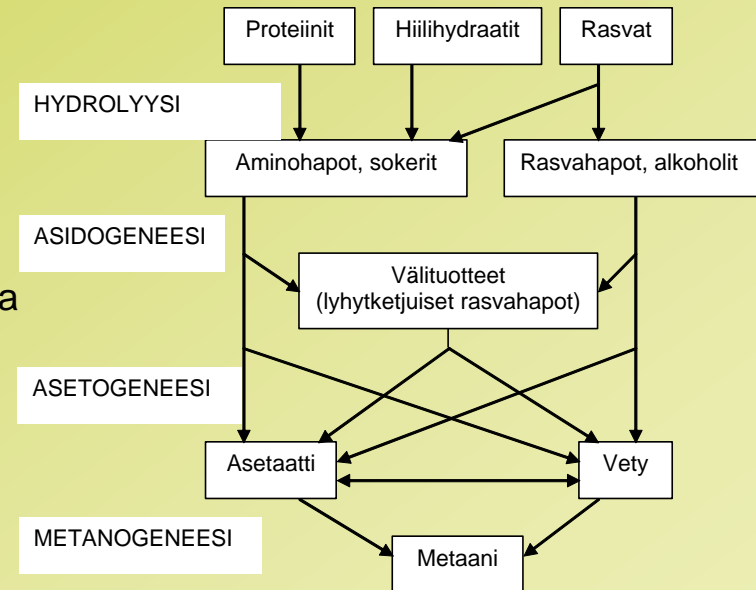 Proteiinit
Hiilihydraatit
Rasvat
HYDROLYYSI
Aminohapot, sokerit
Rasvahapot, alkoholit
ASIDOGENEESI
Välituotteet
(lyhytketjuiset rasvahapot)
a
ASETOGENEESI
Asetaatti
Vety
METANOGENEESI
Metaani